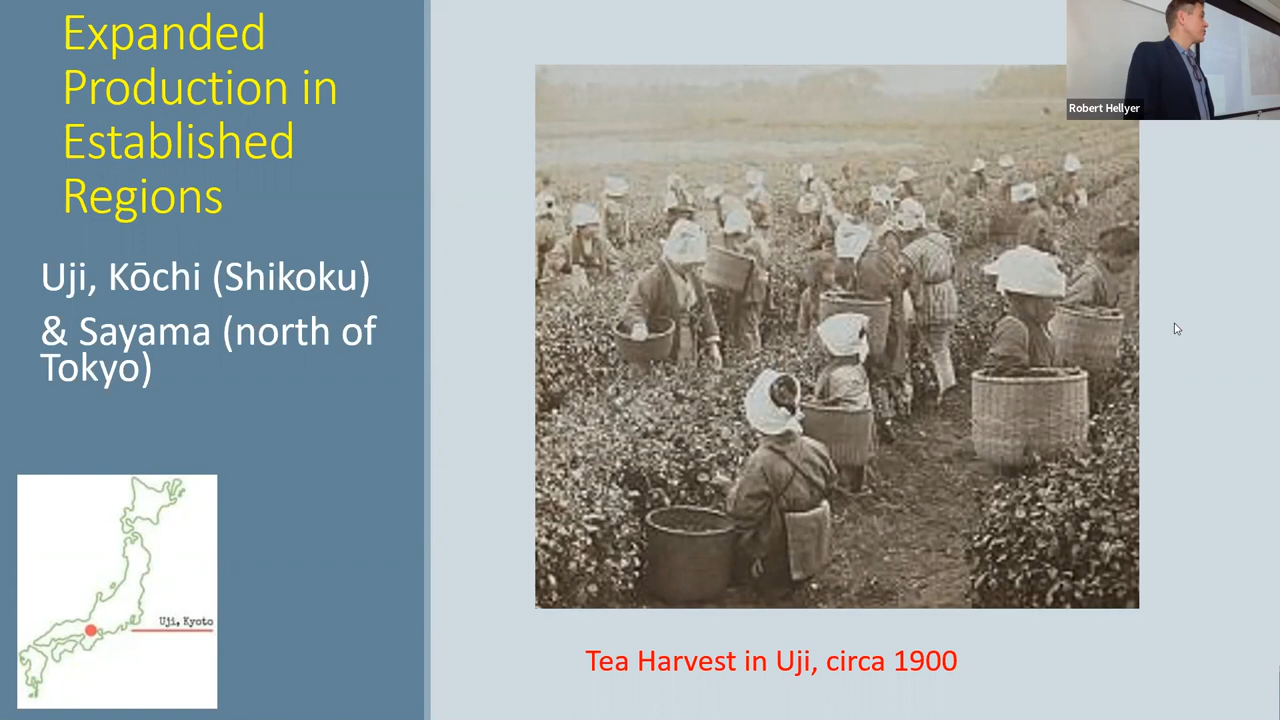 Expanded
Production in
Established
Regions
Uji, Kōchi (Shikoku)
& Sayama (north of
Tokyo)
Uji, Kyoto
Tea Harvest in Uji, circa 1900
Robert Hellyer